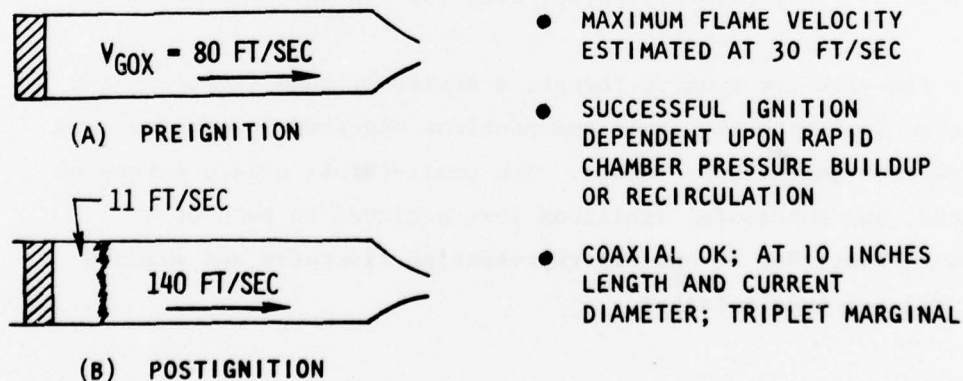 V_GOX = 80 FT/SEC
(A) PREIGNITION
11 FT/SEC
140 FT/SEC
(B) POSTIGNITION
● MAXIMUM FLAME VELOCITY
ESTIMATED AT 30 FT/SEC
● SUCCESSFUL IGNITION
DEPENDENT UPON RAPID
CHAMBER PRESSURE BUILDUP
OR RECIRCULATION
● COAXIAL OK; AT 10 INCHES
LENGTH AND CURRENT
DIAMETER; TRIPLET MARGINAL